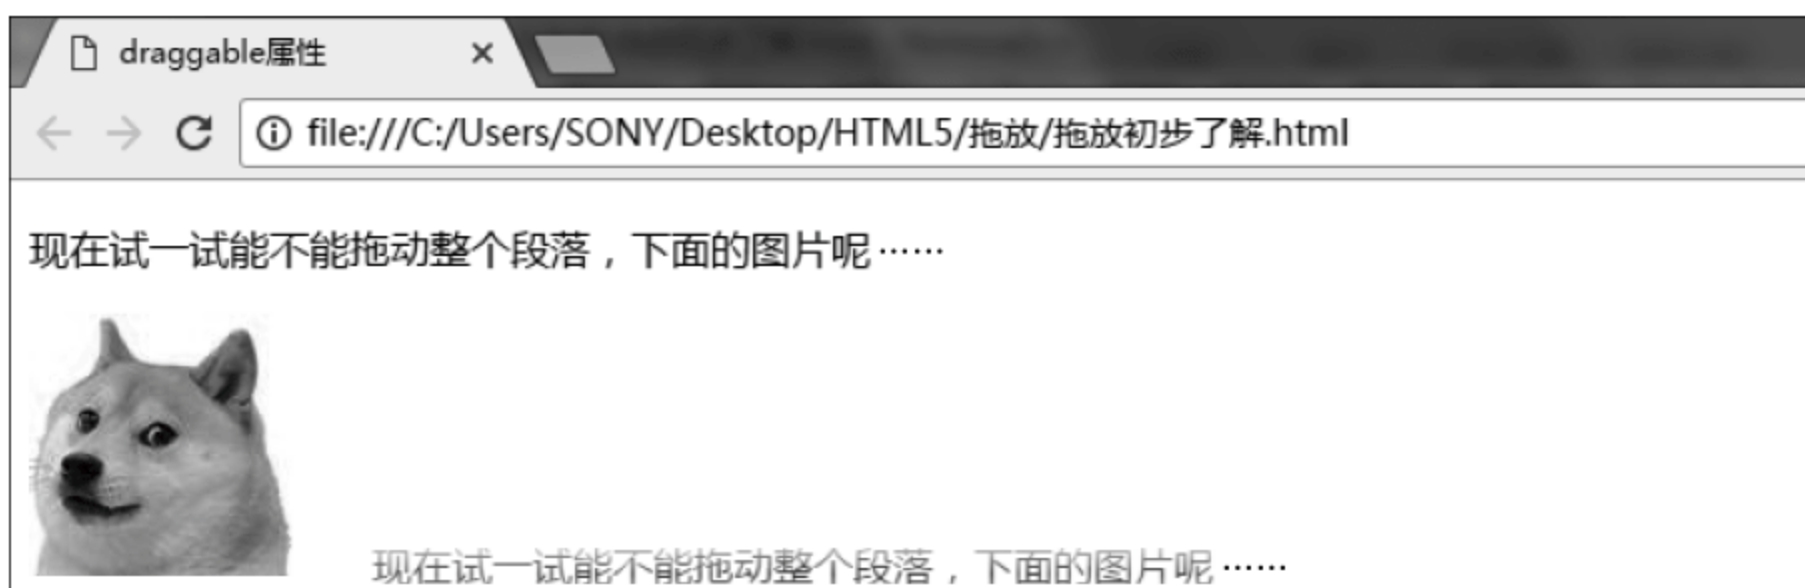 draggable属性
file:///C:/Users/SONY/Desktop/HTML5/拖放/拖放初步了解.html
现在试一试能不能拖动整个段落，下面的图片呢……
现在试一试能不能拖动整个段落，下面的图片呢……